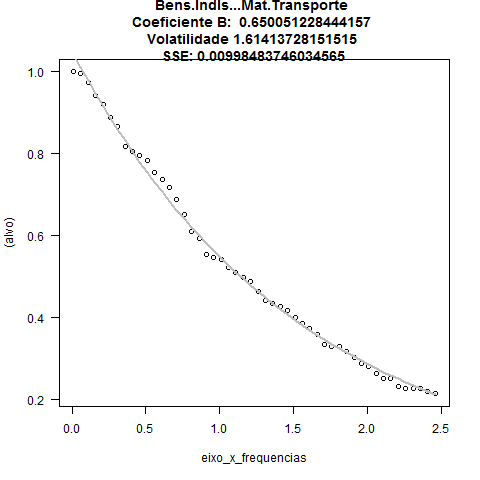 Bens.Indis...Mat.Transporte
Coeficiente B:  0.650051228444157
Volatilidade 1.61413728151515
SSE: 0.00998483746034565
(alvo)
1.0
0.8
0.6
0.4
0.2
0.0 0.5 1.0 1.5 2.0 2.5
eixo_x_frequencias